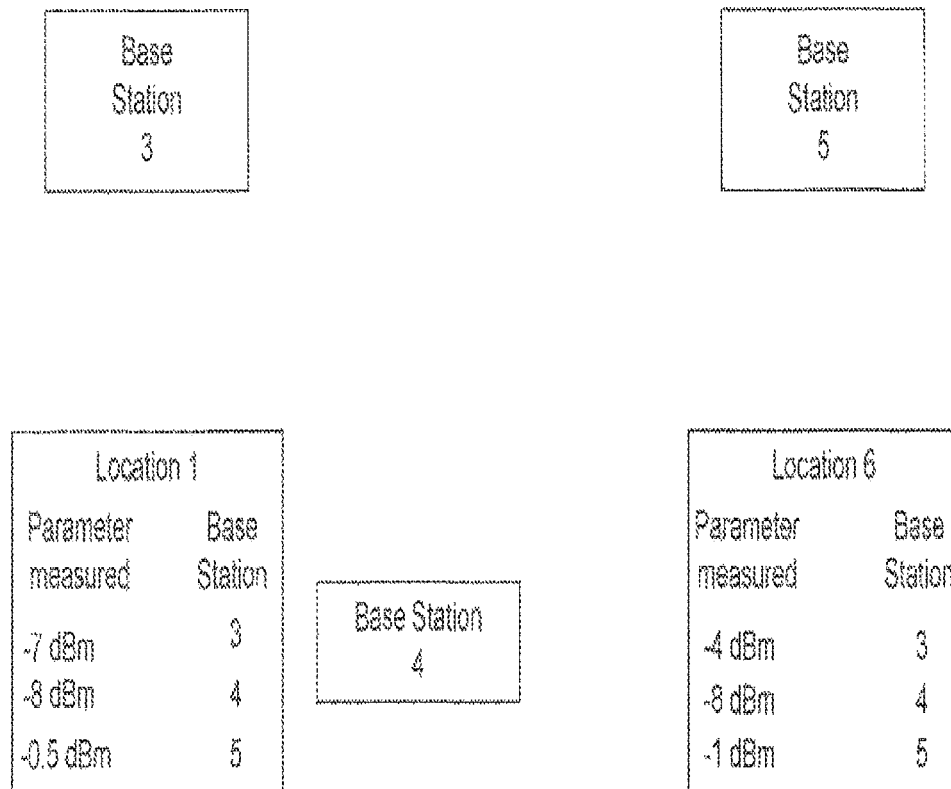 Base
Station
3
Base
Station
5
Location 1
Parameter
measured
Base
Station
-7 dBm 3
-8 dBm 4
-0.5 dBm 5
Base Station
4
Location 6
Parameter
measured
Base
Station
-4 dBm 3
-8 dBm 4
-1 dBm 5